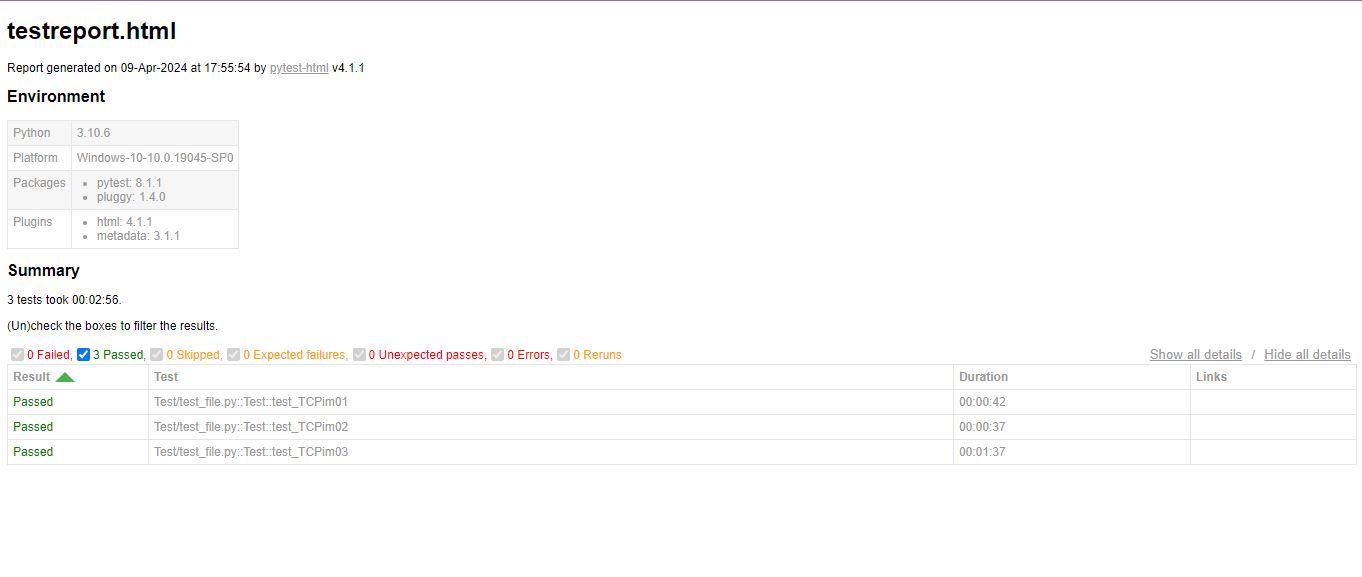 testreport.html
Report generated on 09-Apr-2024 at 17:55:54 by pytest-html v4.1.1
Environment
Python 3.10.6
Platform Windows-10-10.0.19045-SP0
Packages pytest: 8.1.1
pluggy: 1.4.0
Plugins html: 4.1.1
metadata: 3.1.1
Summary
3 tests took 00:02:56.
(Un)check the boxes to filter the results.
0 Failed, 3 Passed, 0 Skipped, 0 Expected failures, 0 Unexpected passes, 0 Errors, 0 Reruns Show all details / Hide all details
Result Test Duration Links
Passed Test/test_file.py::Test::test_TCPim01 00:00:42
Passed Test/test_file.py::Test::test_TCPim02 00:00:37
Passed Test/test_file.py::Test::test_TCPim03 00:01:37